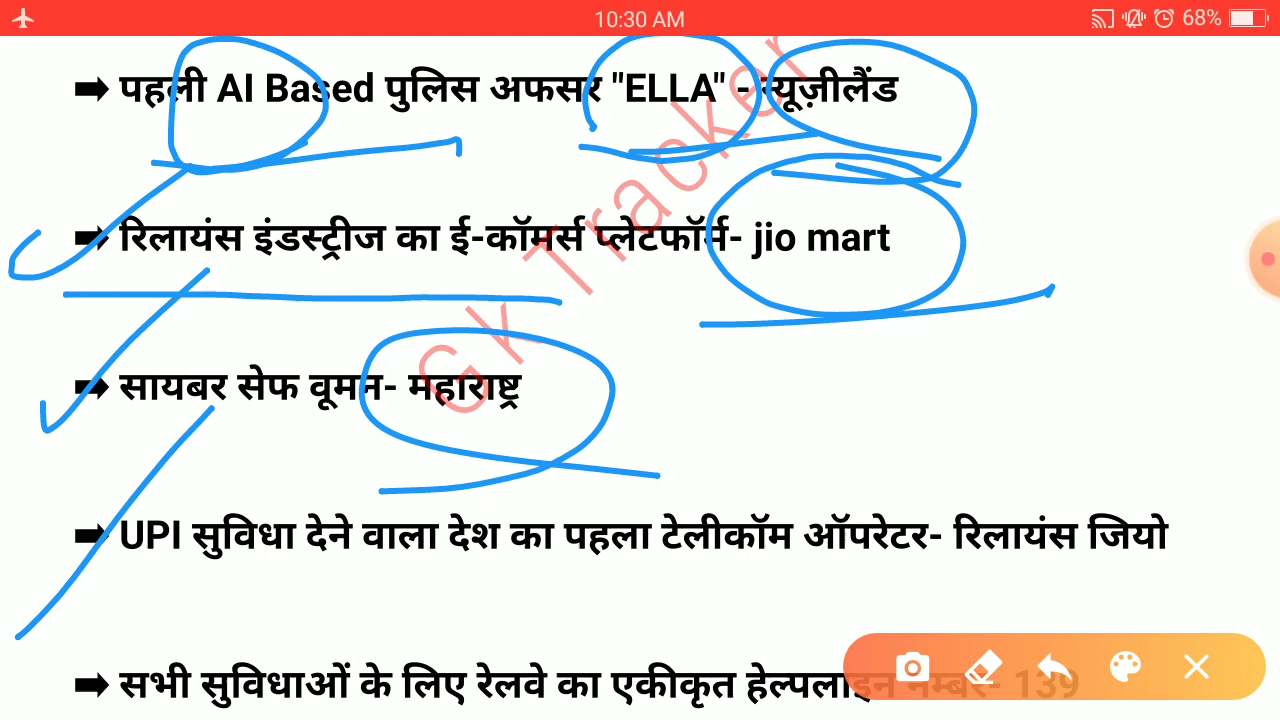 10:30 AM
68%
➡ पहली AI Based पुलिस अफसर "ELLA" - न्यूज़ीलैंड
➡ रिलायंस इंडस्ट्रीज का ई-कॉमर्स प्लेटफॉर्म- jio mart
➡ सायबर सेफ वूमन- महाराष्ट्र
➡ UPI सुविधा देने वाला देश का पहला टेलीकॉम ऑपरेटर- रिलायंस जियो
➡ सभी सुविधाओं के लिए रेलवे का एकीकृत हेल्पलाइन नम्बर- 139
Gk Tracker